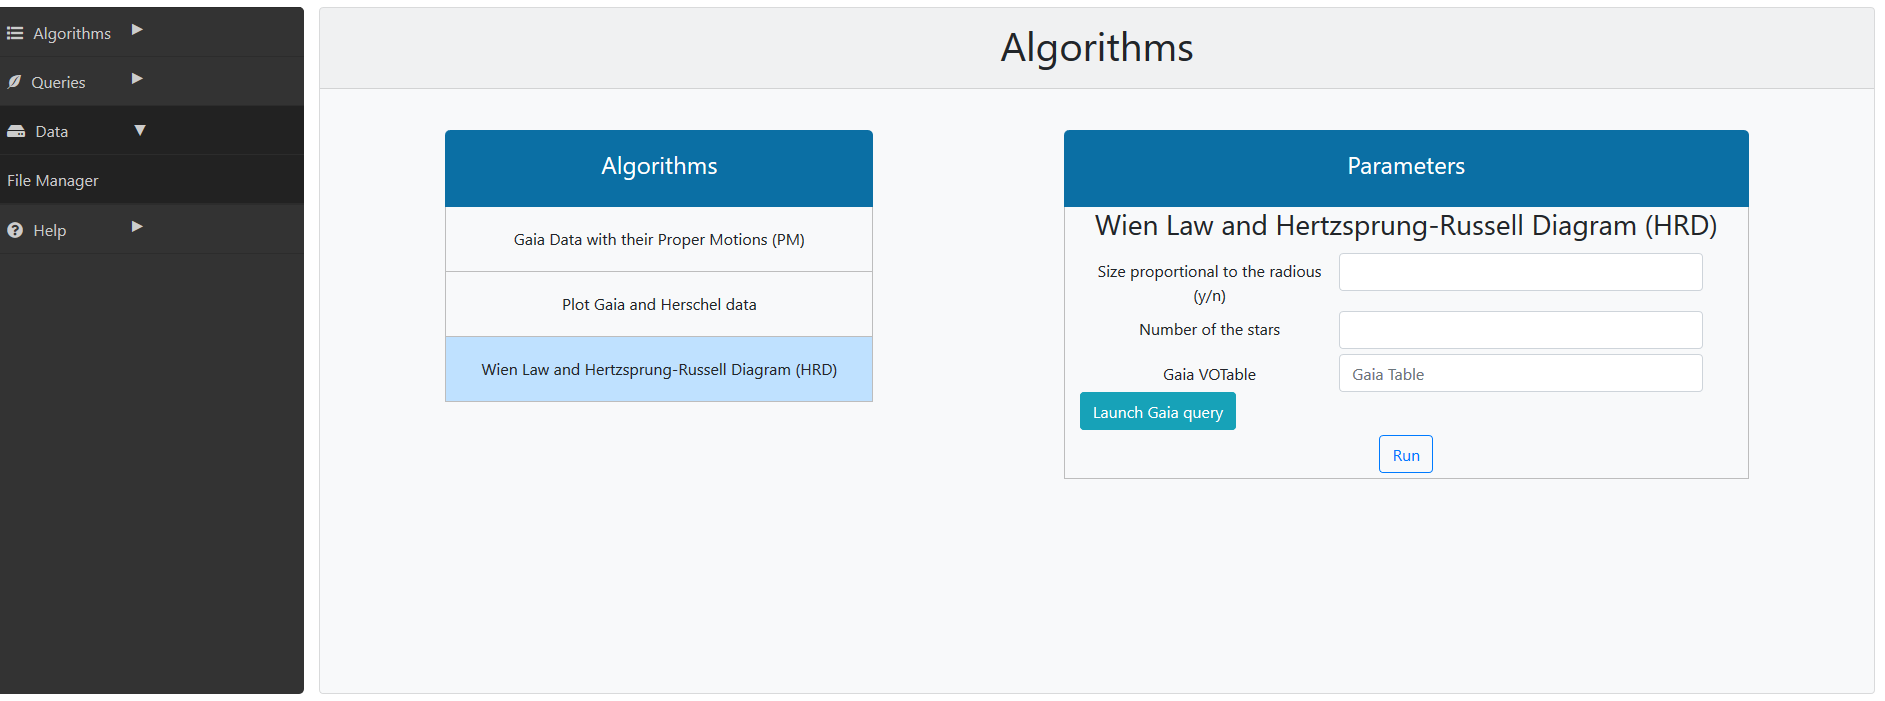 Algorithms
Queries
Data
File Manager
Help
Algorithms
Algorithms
Gaia Data with their Proper Motions (PM)
Plot Gaia and Herschel data
Wien Law and Hertzsprung-Russell Diagram (HRD)
Parameters
Wien Law and Hertzsprung-Russell Diagram (HRD)
Size proportional to the radious
(y/n)
Number of the stars
Gaia VOTable
Gaia Table
Launch Gaia query
Run